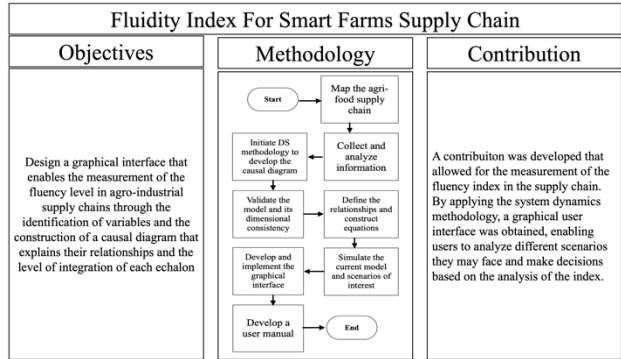 Fluidity Index For Smart Farms Supply Chain
Objectives
Design a graphical interface that
enables the measurement of the
fluency level in agro-industrial
supply chains through the
identification of variables and the
construction of a causal diagram that
explains their relationships and the
level of integration of each echalon
Methodology
Start
Map the agri-
food supply
chain
Initiate DS
methodology to
develop the
causal diagram
Collect and
analyze
information
Validate the
model and its
dimensional
consistency
Define the
relationships and
construct
equations
Develop and
implement the
graphical
interface
Simulate the
current model and
scenarios of
interest
Develop a
user manual
End
Contribution
A contribuiton was developed that
allowed for the measurement of the
fluency index in the supply chain.
By applying the system dynamics
methodology, a graphical user
interface was obtained, enabling
users to analyze different scenarios
they may face and make decisions
based on the analysis of the index.